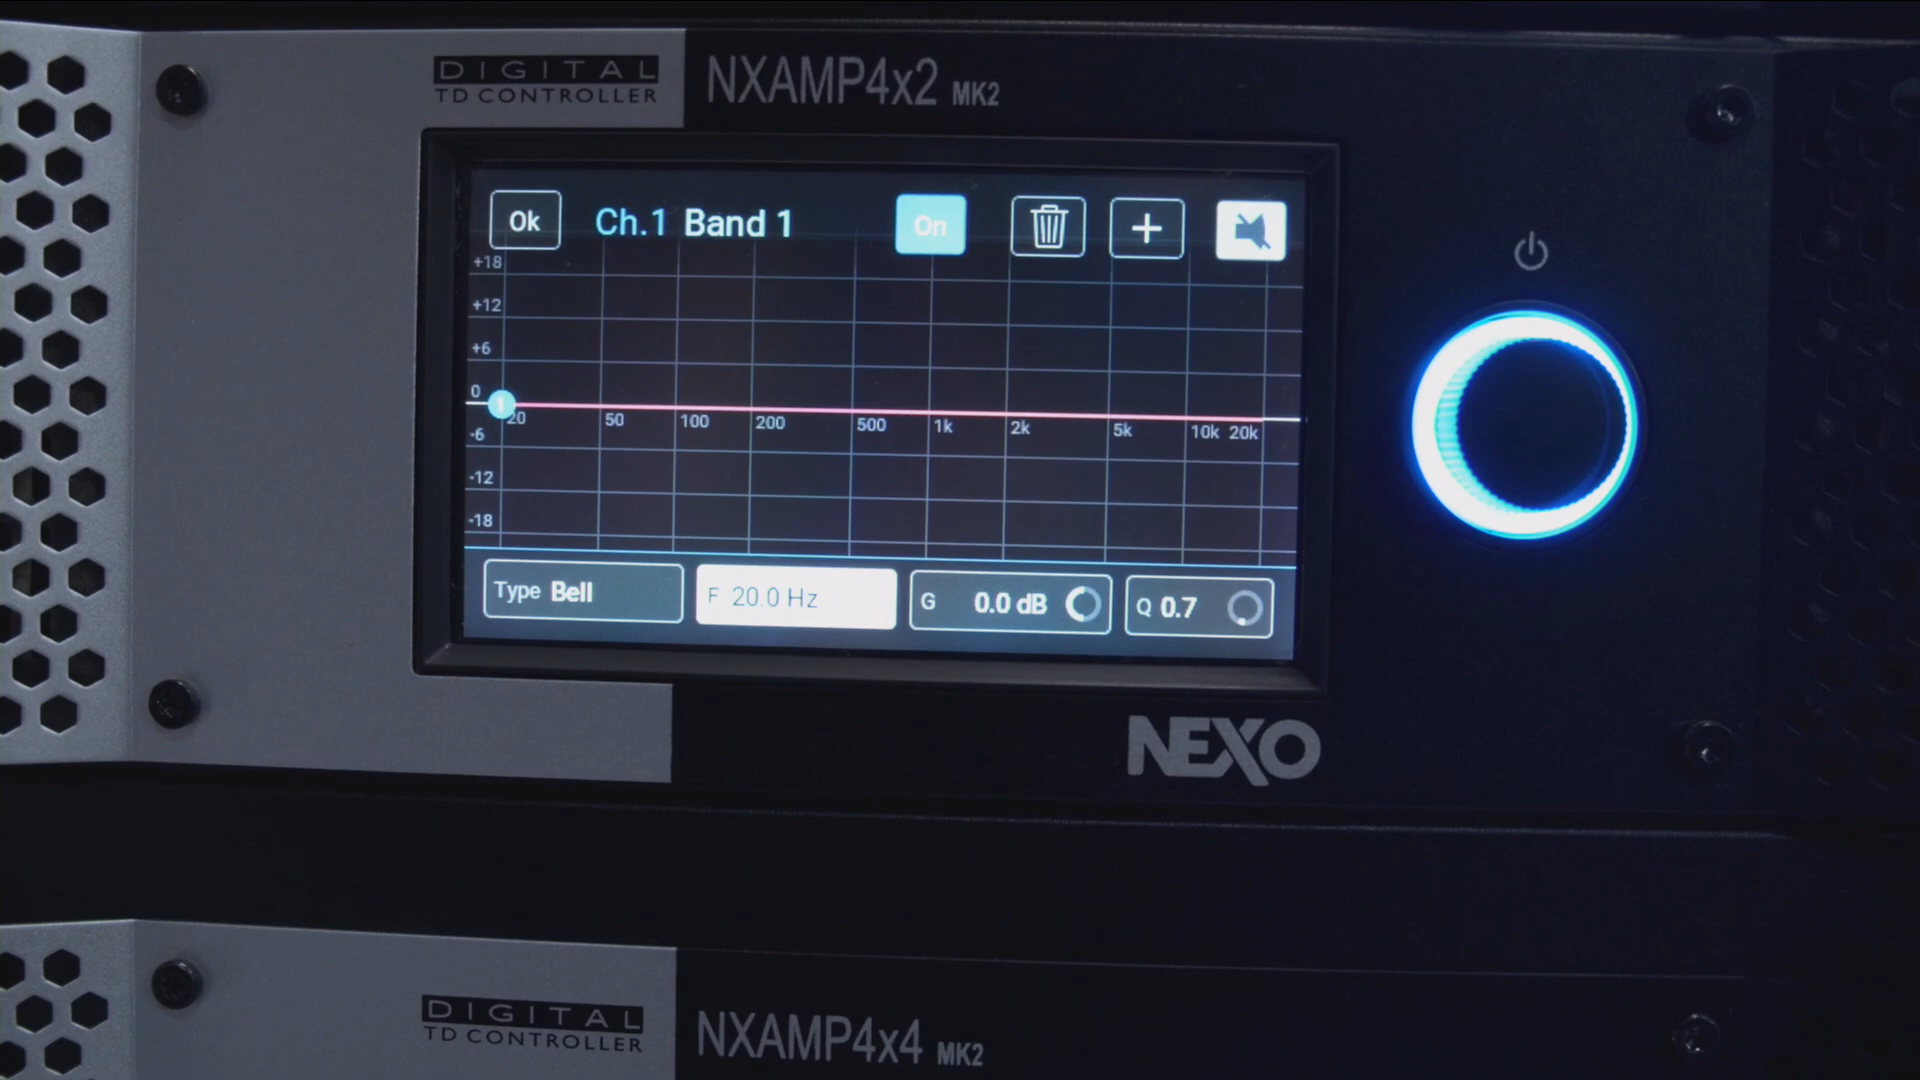 DIGITAL
TD CONTROLLER
NXAMP4x2 MK2
Ok Ch.1 Band 1 On
+18
+12
+6
0
1
20 50 100 200 500 1k 2k 5k 10k 20k
-6
-12
-18
Type Bell F 20.0 Hz G 0.0 dB Q 0.7
NEXO
DIGITAL
TD CONTROLLER
NXAMP4x4 MK2